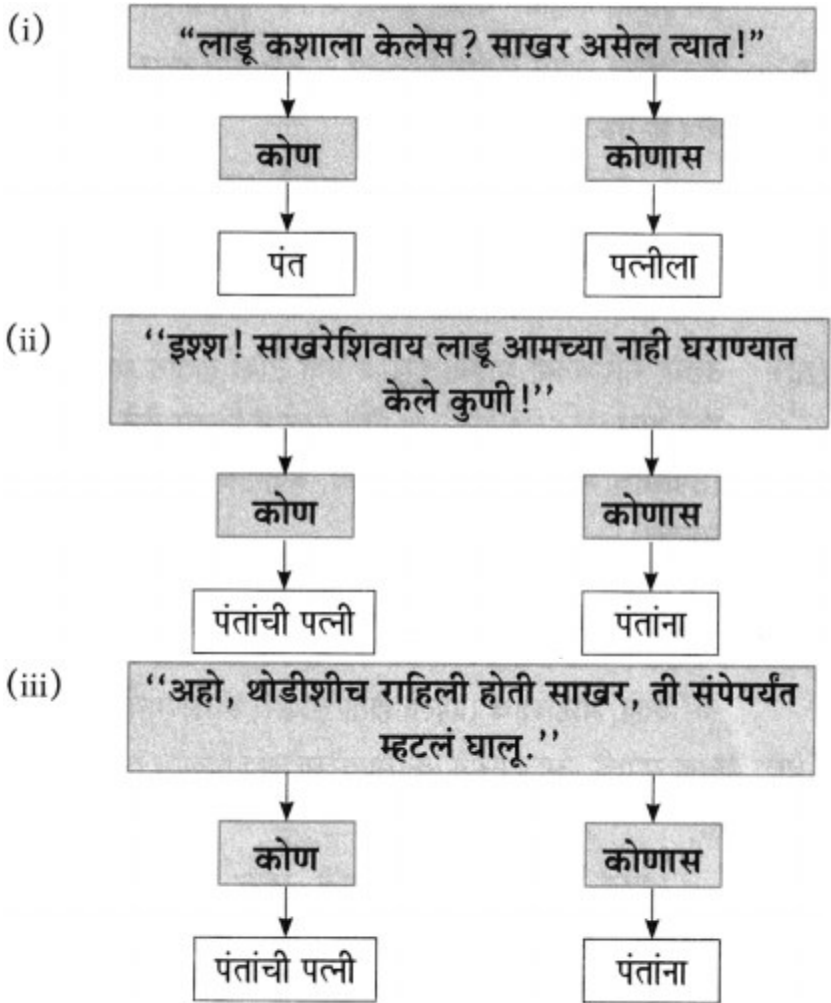 (i) “लाडू कशाला केलेस? साखर असेल त्यात!”
कोण कोणास
पंत पत्नीला
(ii) ‘‘इश्श! साखरेशिवाय लाडू आमच्या नाही घराण्यात
केले कुणी!’’
कोण कोणास
पंतांची पत्नी पंतांना
(iii) ‘‘अहो, थोडीशीच राहिली होती साखर, ती संपेपर्यंत
म्हटलं घालू.’’
कोण कोणास
पंतांची पत्नी पंतांना